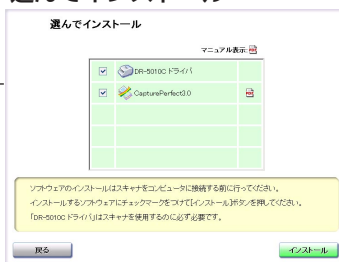 選んでインストール
マニュアル表示:
DR-5010C ドライバ
CapturePerfect3.0
ソフトウェアのインストールはスキャナをコンピュータに接続する前に行ってください。
インストールするソフトウェアにチェックマークをつけて[インストール]ボタンを押してください。
「DR-5010C ドライバ」はスキャナを使用するのに必ず必要です。
戻る
インストール